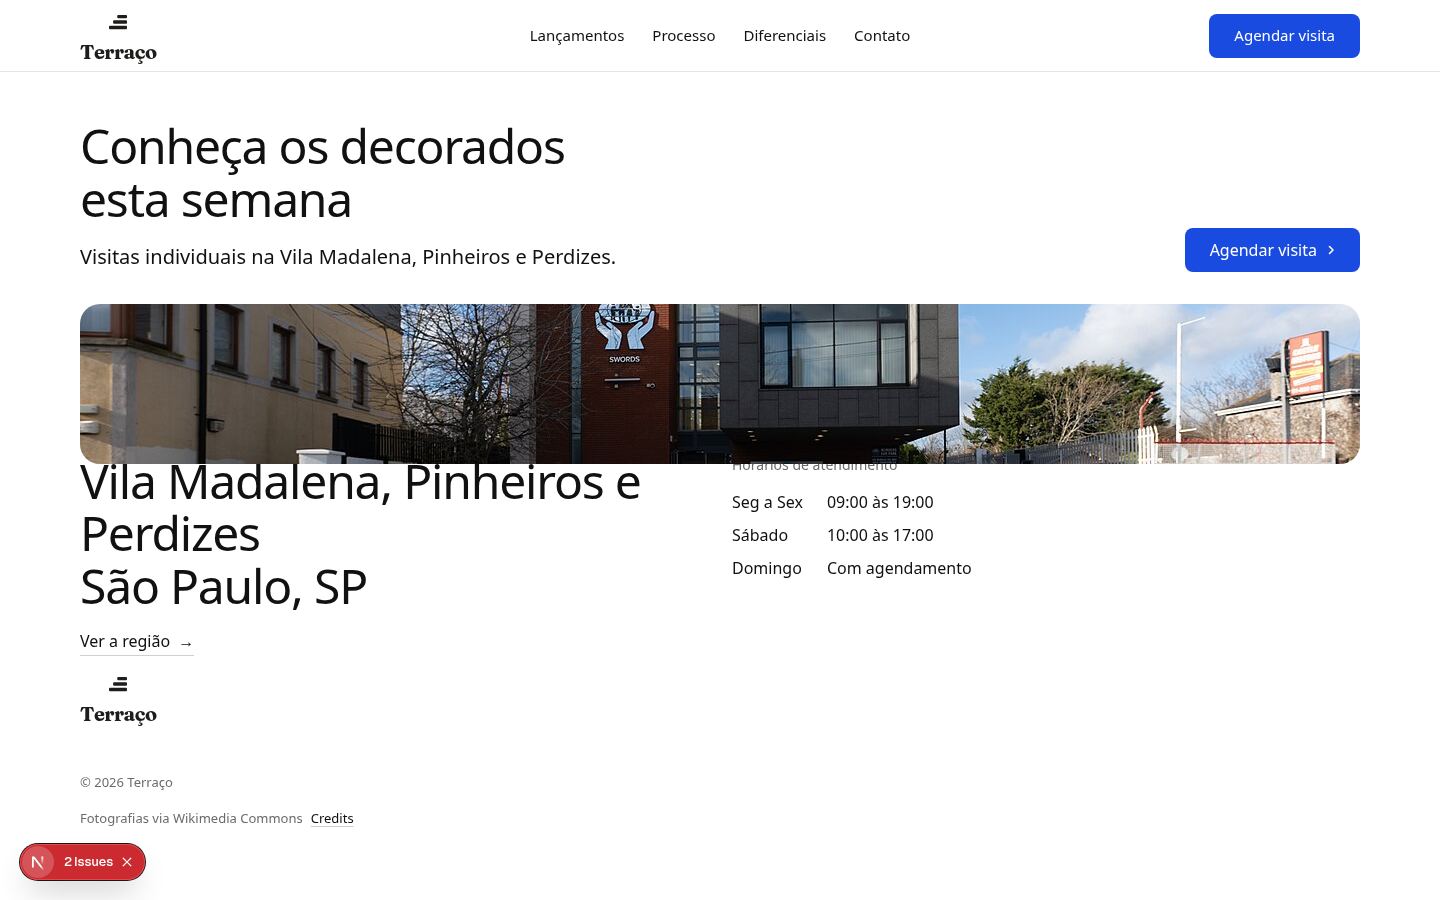 Terraço
Lançamentos
Processo
Diferenciais
Contato
Agendar visita
Conheça os decorados
esta semana
Visitas individuais na Vila Madalena, Pinheiros e Perdizes.
Agendar visita
SWORDS
Vila Madalena, Pinheiros e
Perdizes
São Paulo, SP
Ver a região →
Horários de atendimento
Seg a Sex 09:00 às 19:00
Sábado 10:00 às 17:00
Domingo Com agendamento
Terraço
© 2026 Terraço
Fotografias via Wikimedia Commons Credits
2 Issues